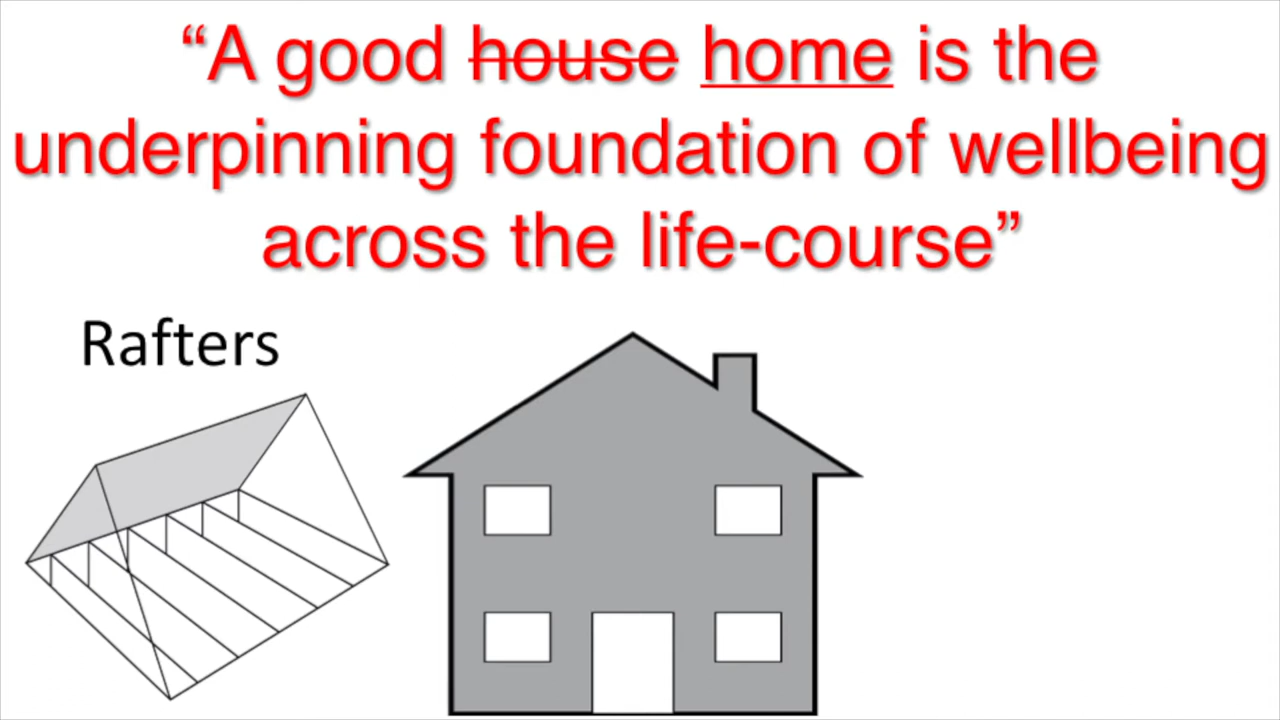 “A good house home is the
underpinning foundation of wellbeing
across the life-course”
Rafters